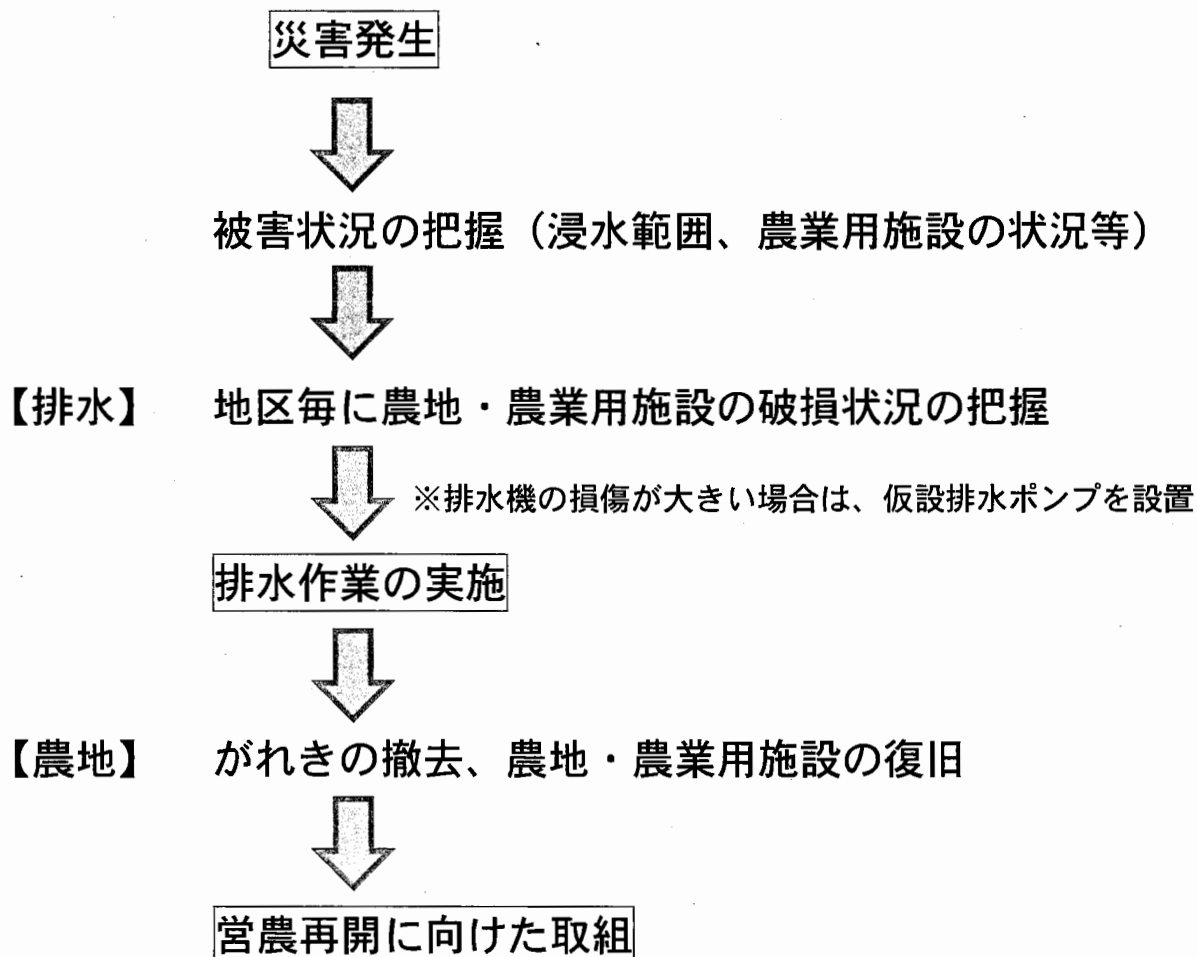 災害発生
被害状況の把握（浸水範囲、農業用施設の状況等）
【排水】 地区毎に農地・農業用施設の破損状況の把握
※排水機の損傷が大きい場合は、仮設排水ポンプを設置
排水作業の実施
【農地】 がれきの撤去、農地・農業用施設の復旧
営農再開に向けた取組